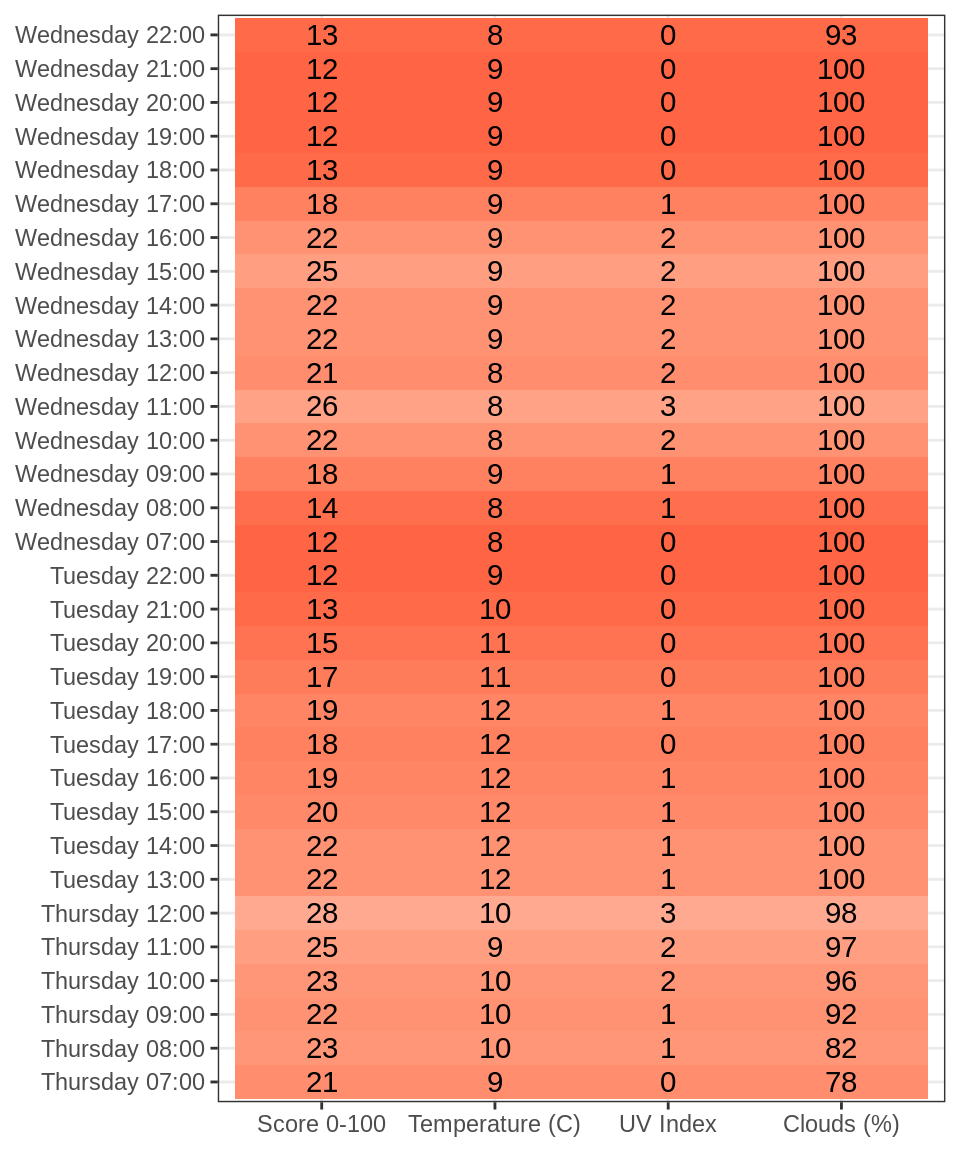 Wednesday 22:00 13 8 0 93
Wednesday 21:00 12 9 0 100
Wednesday 20:00 12 9 0 100
Wednesday 19:00 12 9 0 100
Wednesday 18:00 13 9 0 100
Wednesday 17:00 18 9 1 100
Wednesday 16:00 22 9 2 100
Wednesday 15:00 25 9 2 100
Wednesday 14:00 22 9 2 100
Wednesday 13:00 22 9 2 100
Wednesday 12:00 21 8 2 100
Wednesday 11:00 26 8 3 100
Wednesday 10:00 22 8 2 100
Wednesday 09:00 18 9 1 100
Wednesday 08:00 14 8 1 100
Wednesday 07:00 12 8 0 100
Tuesday 22:00 12 9 0 100
Tuesday 21:00 13 10 0 100
Tuesday 20:00 15 11 0 100
Tuesday 19:00 17 11 0 100
Tuesday 18:00 19 12 1 100
Tuesday 17:00 18 12 0 100
Tuesday 16:00 19 12 1 100
Tuesday 15:00 20 12 1 100
Tuesday 14:00 22 12 1 100
Tuesday 13:00 22 12 1 100
Thursday 12:00 28 10 3 98
Thursday 11:00 25 9 2 97
Thursday 10:00 23 10 2 96
Thursday 09:00 22 10 1 92
Thursday 08:00 23 10 1 82
Thursday 07:00 21 9 0 78
Score 0-100 Temperature (C) UV Index Clouds (%)